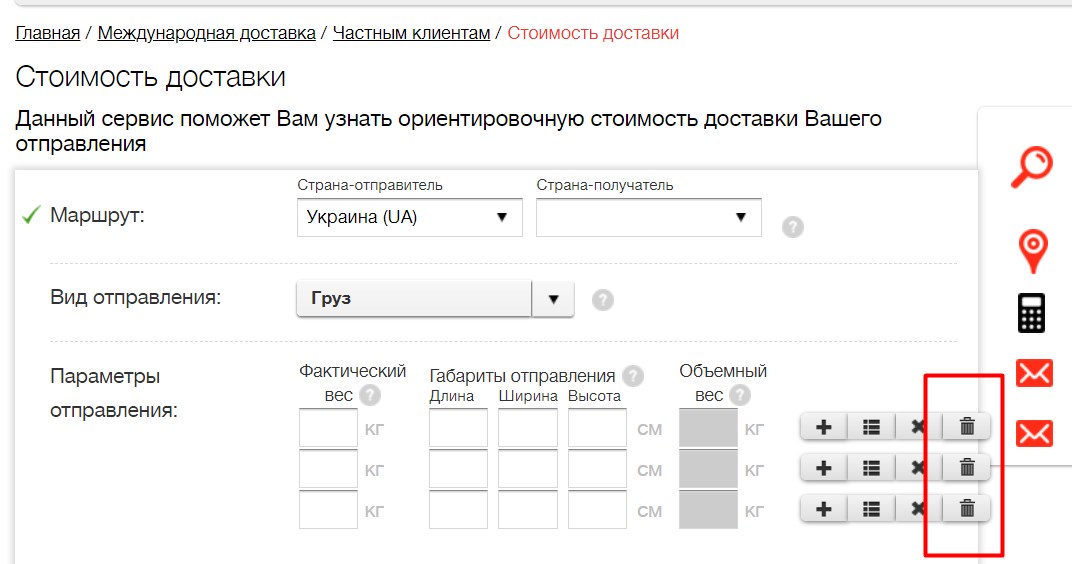 Главная / Международная доставка / Частным клиентам / Стоимость доставки
Стоимость доставки
Данный сервис поможет Вам узнать ориентировочную стоимость доставки Вашего
отправления
Страна-отправитель
Страна-получатель
Маршрут:
Украина (UA)
?
Вид отправления:
Груз
?
Параметры
отправления:
Фактический
вес ?
Габариты отправления ?
Длина Ширина Высота
Объемный
вес ?
кг см кг
кг см кг
кг см кг